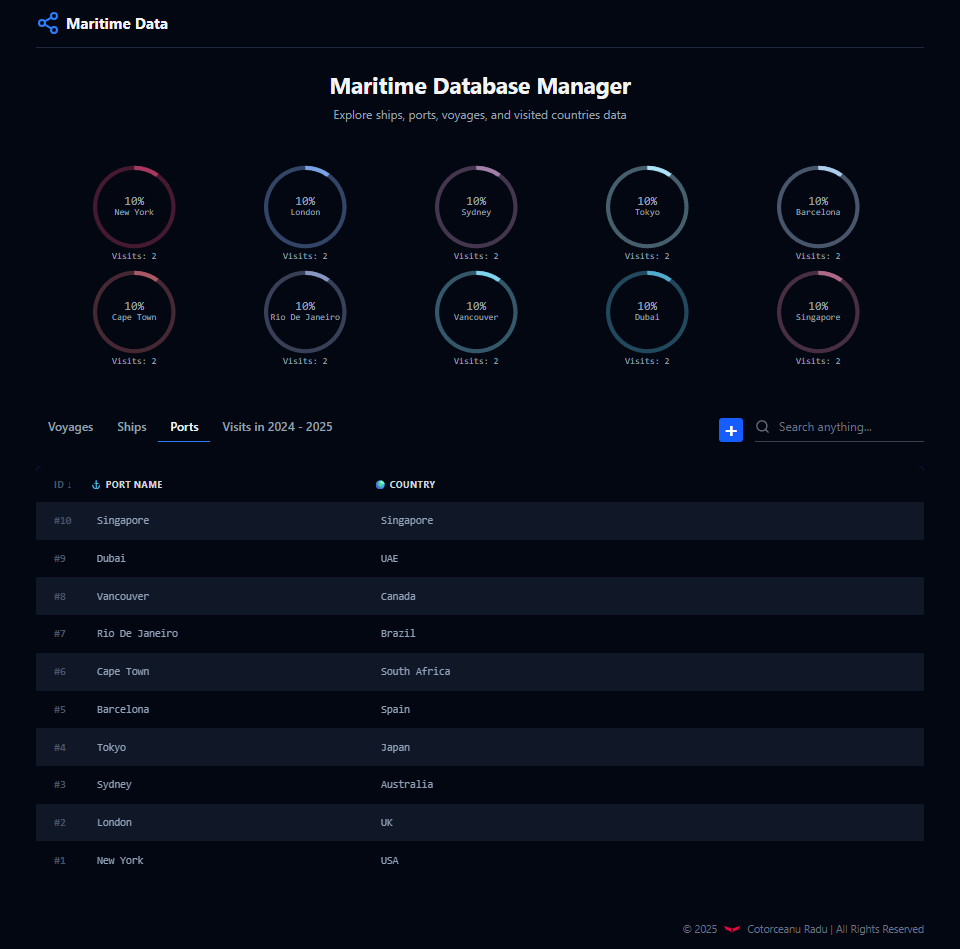 Maritime Data
Maritime Database Manager
Explore ships, ports, voyages, and visited countries data
10% 10% 10% 10% 10%
New York London Sydney Tokyo Barcelona
Visits: 2 Visits: 2 Visits: 2 Visits: 2 Visits: 2
10% 10% 10% 10% 10%
Cape Town Rio De Janeiro Vancouver Dubai Singapore
Visits: 2 Visits: 2 Visits: 2 Visits: 2 Visits: 2
Voyages Ships Ports Visits in 2024 - 2025 + Search anything...
ID ↓ PORT NAME COUNTRY
#10 Singapore Singapore
#9 Dubai UAE
#8 Vancouver Canada
#7 Rio De Janeiro Brazil
#6 Cape Town South Africa
#5 Barcelona Spain
#4 Tokyo Japan
#3 Sydney Australia
#2 London UK
#1 New York USA
© 2025 Cotorceanu Radu | All Rights Reserved